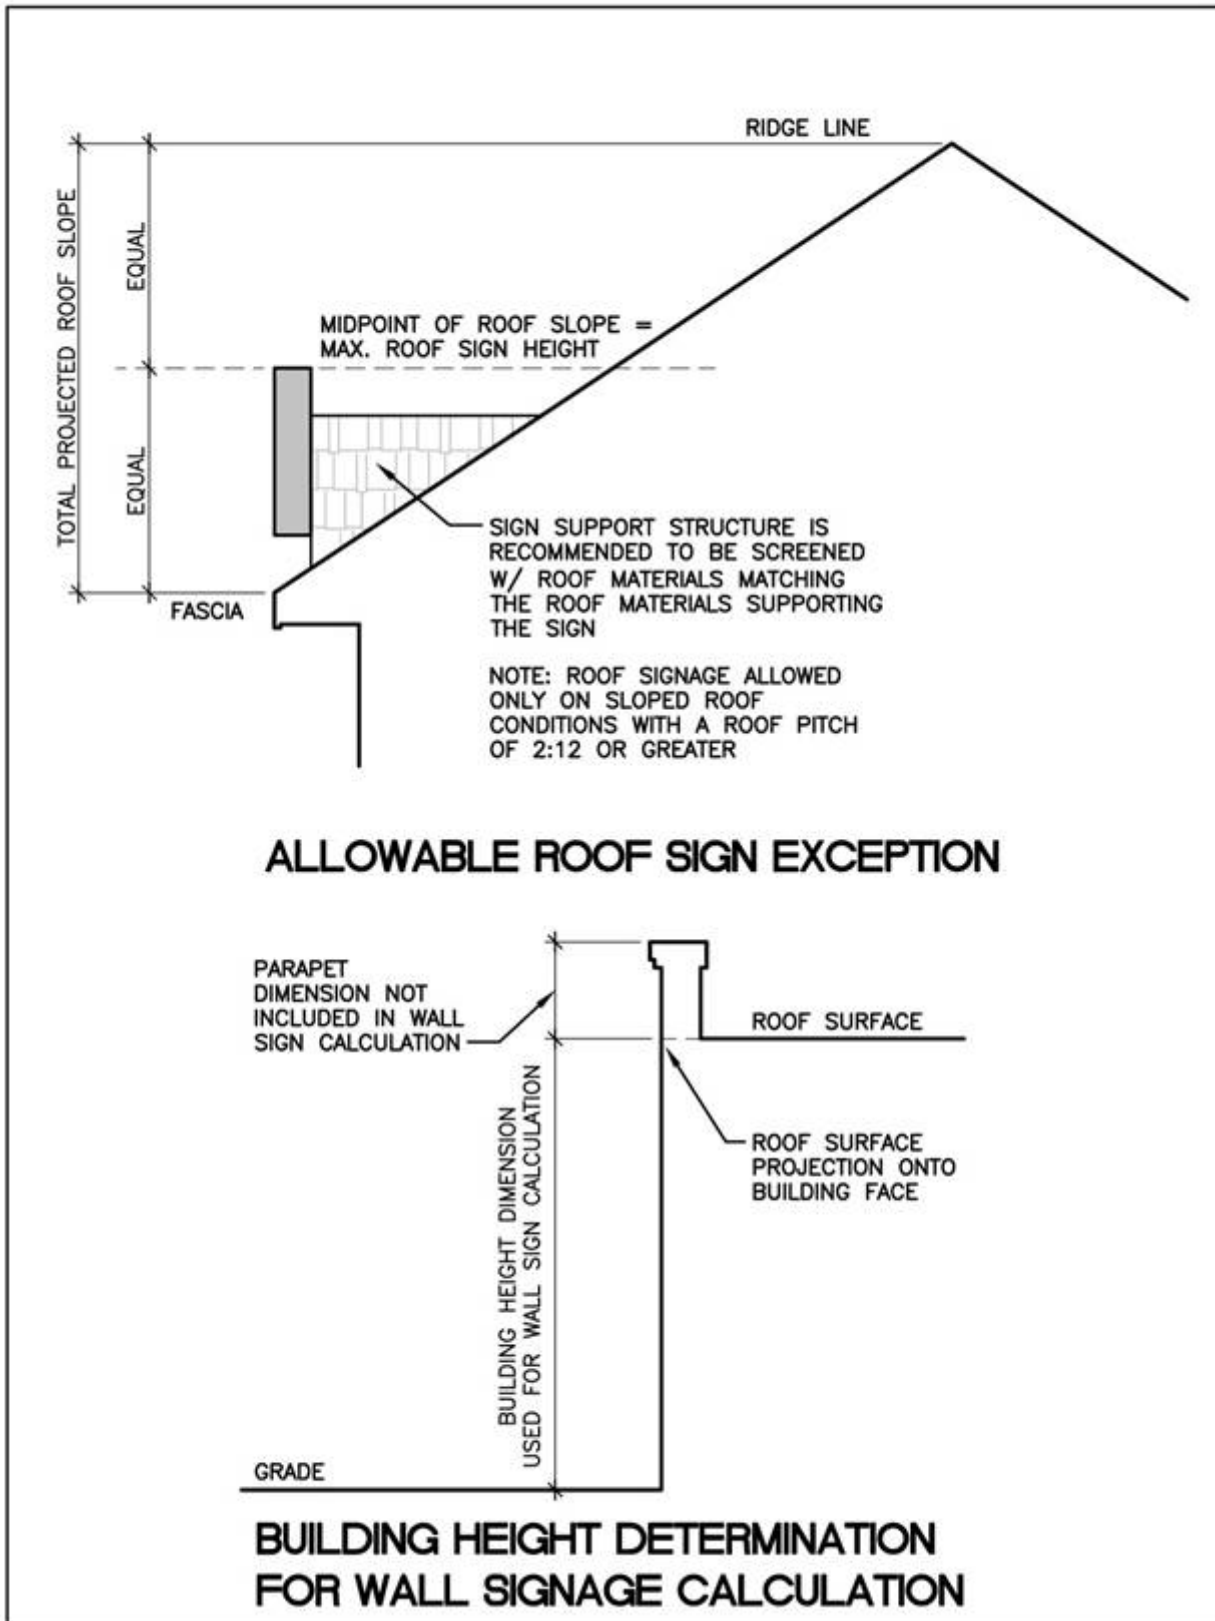 RIDGE LINE
TOTAL PROJECTED ROOF SLOPE
EQUAL
MIDPOINT OF ROOF SLOPE =
MAX. ROOF SIGN HEIGHT
EQUAL
SIGN SUPPORT STRUCTURE IS
RECOMMENDED TO BE SCREENED
W/ ROOF MATERIALS MATCHING
THE ROOF MATERIALS SUPPORTING
THE SIGN
FASCIA
NOTE: ROOF SIGNAGE ALLOWED
ONLY ON SLOPED ROOF
CONDITIONS WITH A ROOF PITCH
OF 2:12 OR GREATER
ALLOWABLE ROOF SIGN EXCEPTION
PARAPET
DIMENSION NOT
INCLUDED IN WALL
SIGN CALCULATION
ROOF SURFACE
BUILDING HEIGHT DIMENSION
USED FOR WALL SIGN CALCULATION
ROOF SURFACE
PROJECTION ONTO
BUILDING FACE
GRADE
BUILDING HEIGHT DETERMINATION
FOR WALL SIGNAGE CALCULATION